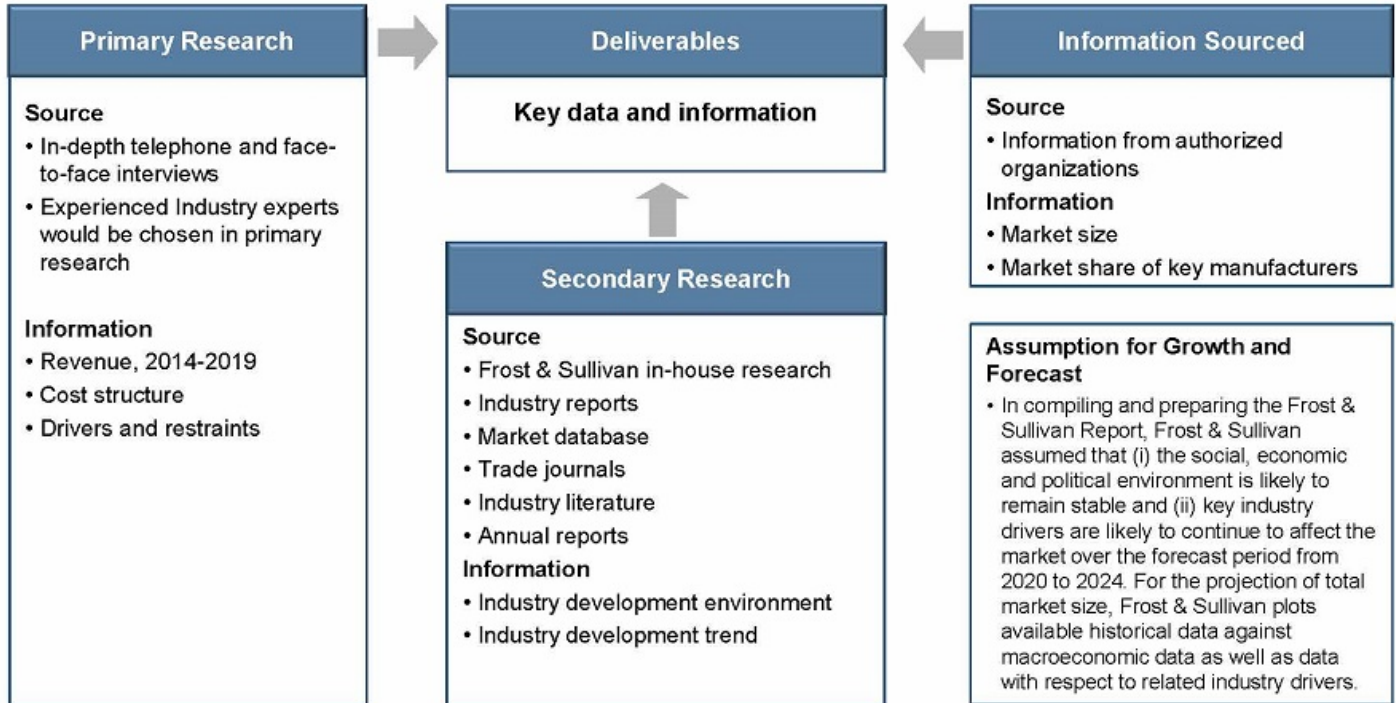 Primary Research
Source
• In-depth telephone and face-
to-face interviews
• Experienced Industry experts
would be chosen in primary
research
Information
• Revenue, 2014-2019
• Cost structure
• Drivers and restraints
Deliverables
Key data and information
Secondary Research
Source
• Frost & Sullivan in-house research
• Industry reports
• Market database
• Trade journals
• Industry literature
• Annual reports
Information
• Industry development environment
• Industry development trend
Information Sourced
Source
• Information from authorized
organizations
Information
• Market size
• Market share of key manufacturers
Assumption for Growth and
Forecast
• In compiling and preparing the Frost &
Sullivan Report, Frost & Sullivan
assumed that (i) the social, economic
and political environment is likely to
remain stable and (ii) key industry
drivers are likely to continue to affect the
market over the forecast period from
2020 to 2024. For the projection of total
market size, Frost & Sullivan plots
available historical data against
macroeconomic data as well as data
with respect to related industry drivers.